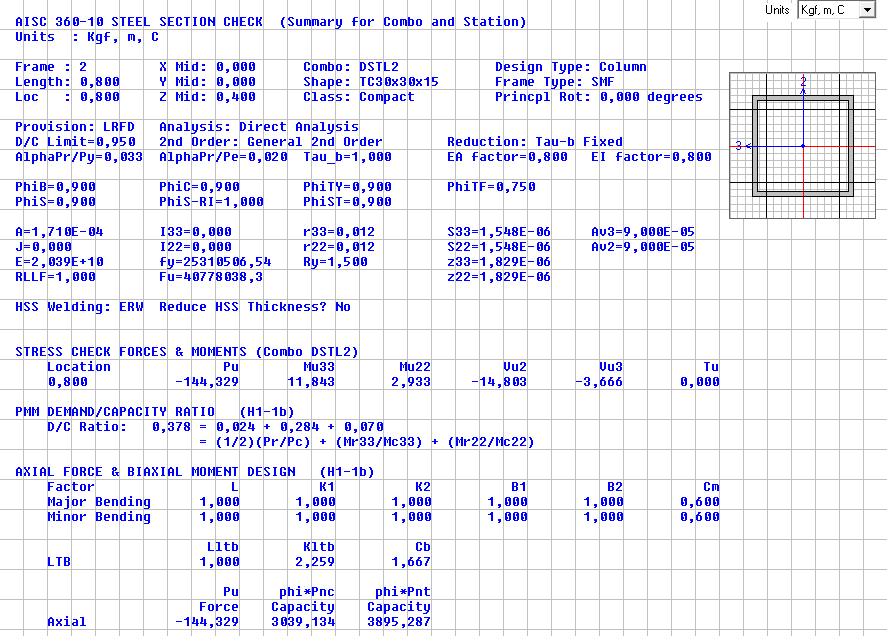 Units Kgf, m, C
AISC 360-10 STEEL SECTION CHECK (Summary for Combo and Station)
Units : Kgf, m, C
Frame : 2 X Mid: 0,000 Combo: DSTL2 Design Type: Column
Length: 0,800 Y Mid: 0,000 Shape: TC30x30x15 Frame Type: SMF
Loc : 0,800 Z Mid: 0,400 Class: Compact Princpl Rot: 0,000 degrees
Provision: LRFD Analysis: Direct Analysis
D/C Limit=0,950 2nd Order: General 2nd Order Reduction: Tau-b Fixed
AlphaPr/Py=0,033 AlphaPr/Pe=0,020 Tau_b=1,000 EA factor=0,800 EI factor=0,800
PhiB=0,900 PhiC=0,900 PhiTY=0,900 PhiTF=0,750
PhiS=0,900 PhiS-RI=1,000 PhiST=0,900
A=1,710E-04 I33=0,000 r33=0,012 S33=1,548E-06 Av3=9,000E-05
J=0,000 I22=0,000 r22=0,012 S22=1,548E-06 Av2=9,000E-05
E=2,039E+10 fy=25310506,54 Ry=1,500 z33=1,829E-06
RLLF=1,000 Fu=40778038,3 z22=1,829E-06
2
3
HSS Welding: ERW Reduce HSS Thickness? No
STRESS CHECK FORCES & MOMENTS (Combo DSTL2)
Location Pu Mu33 Mu22 Vu2 Vu3 Tu
0,800 -144,329 11,843 2,933 -14,803 -3,666 0,000
PMM DEMAND/CAPACITY RATIO (H1-1b)
D/C Ratio: 0,378 = 0,024 + 0,284 + 0,070
= (1/2)(Pr/Pc) + (Mr33/Mc33) + (Mr22/Mc22)
AXIAL FORCE & BIAXIAL MOMENT DESIGN (H1-1b)
Factor L K1 K2 B1 B2 Cm
Major Bending 1,000 1,000 1,000 1,000 1,000 0,600
Minor Bending 1,000 1,000 1,000 1,000 1,000 0,600
Lltb Kltb Cb
LTB 1,000 2,259 1,667
Pu phi*Pnc phi*Pnt
Force Capacity Capacity
Axial -144,329 3039,134 3895,287